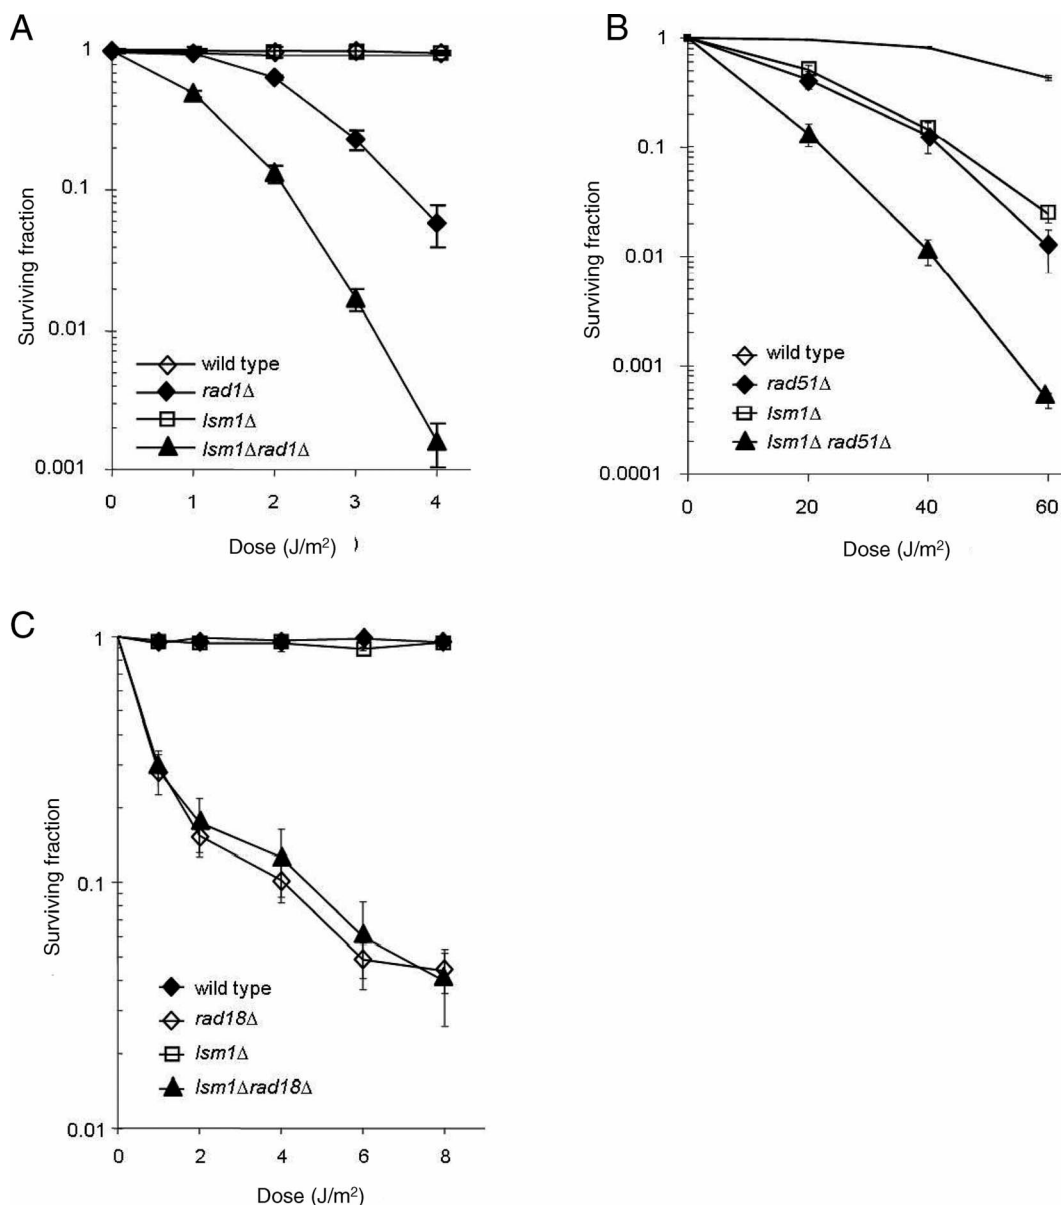 A
1
0.1
0.01
0.001
Surviving fraction
wild type
rad1Δ
lsm1Δ
lsm1Δrad1Δ
0 1 2 3 4
Dose (J/m²) )
B
1
0.1
0.01
0.001
0.0001
Surviving fraction
wild type
rad51Δ
lsm1Δ
lsm1Δ rad51Δ
0 20 40 60
Dose (J/m²)
C
1
0.1
0.01
Surviving fraction
wild type
rad18Δ
lsm1Δ
lsm1Δrad18Δ
0 2 4 6 8
Dose (J/m²)